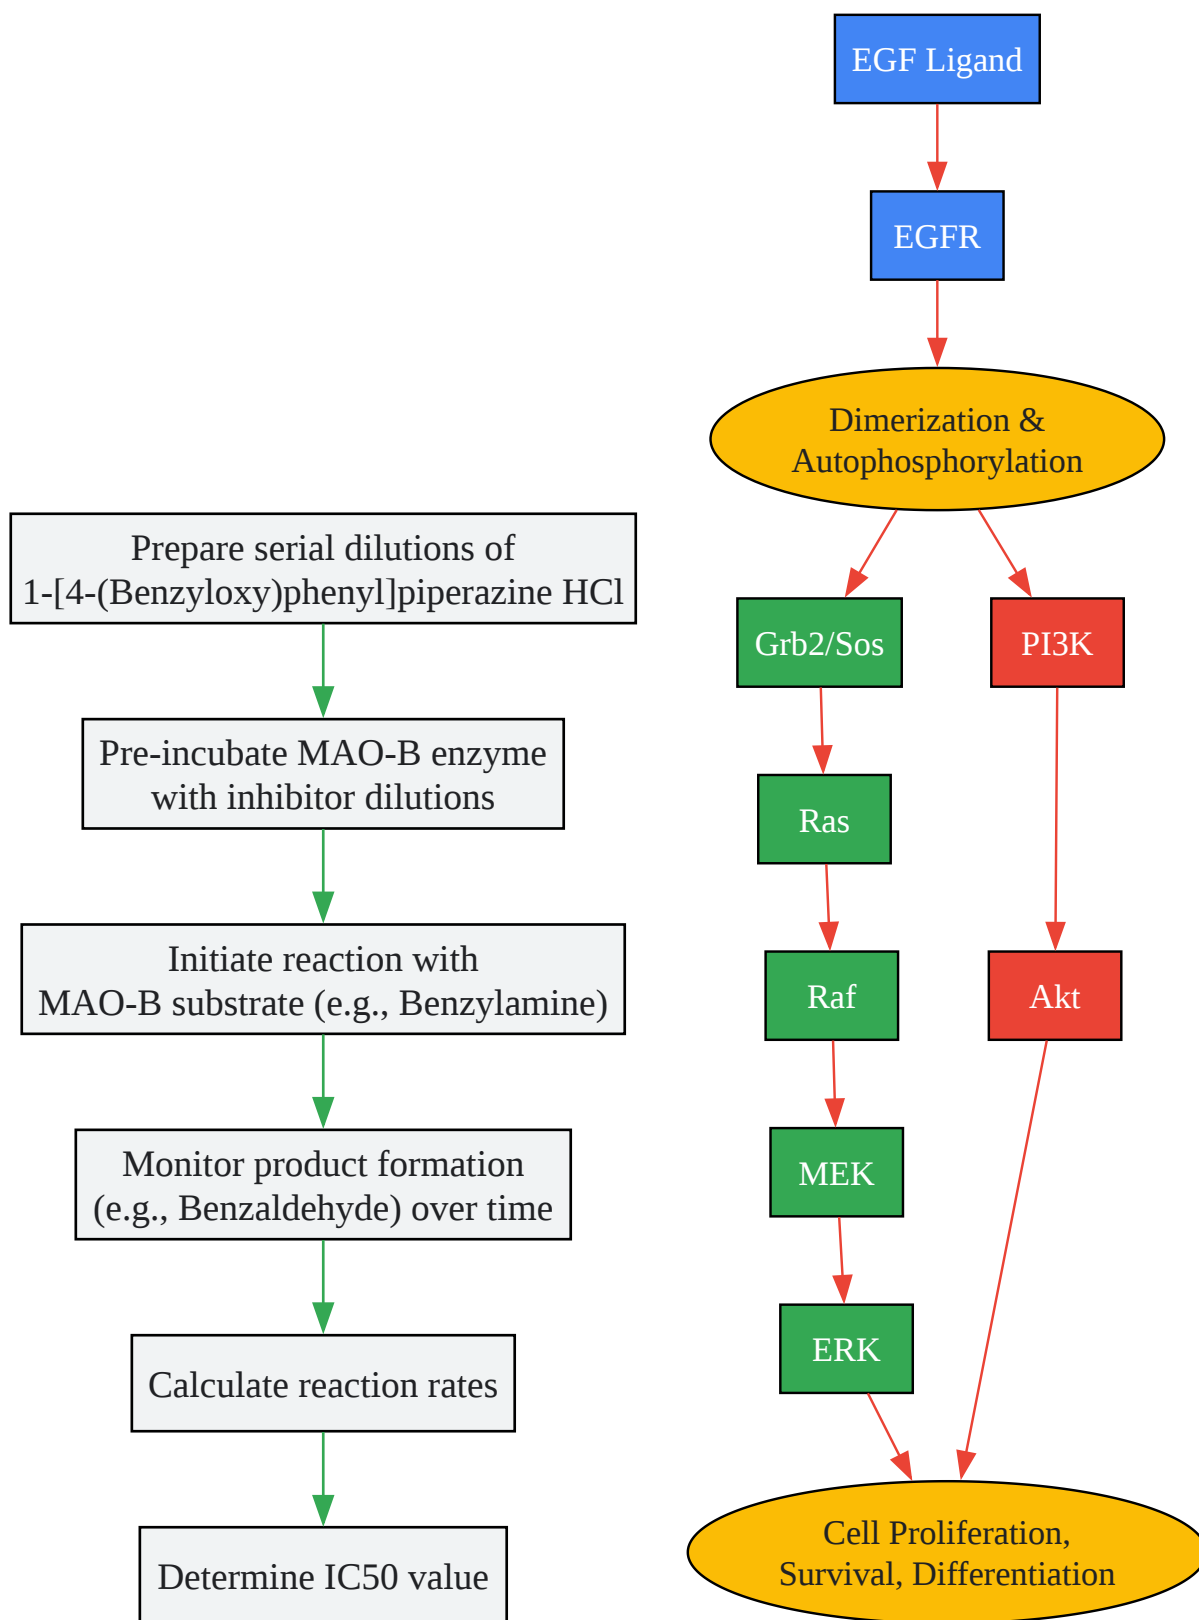 Prepare serial dilutions of
1-[4-(Benzyloxy)phenyl]piperazine HCl
Pre-incubate MAO-B enzyme
with inhibitor dilutions
Initiate reaction with
MAO-B substrate (e.g., Benzylamine)
Monitor product formation
(e.g., Benzaldehyde) over time
Calculate reaction rates
Determine IC50 value
EGF Ligand
EGFR
Dimerization &
Autophosphorylation
Grb2/Sos
PI3K
Ras
Raf
Akt
MEK
ERK
Cell Proliferation,
Survival, Differentiation